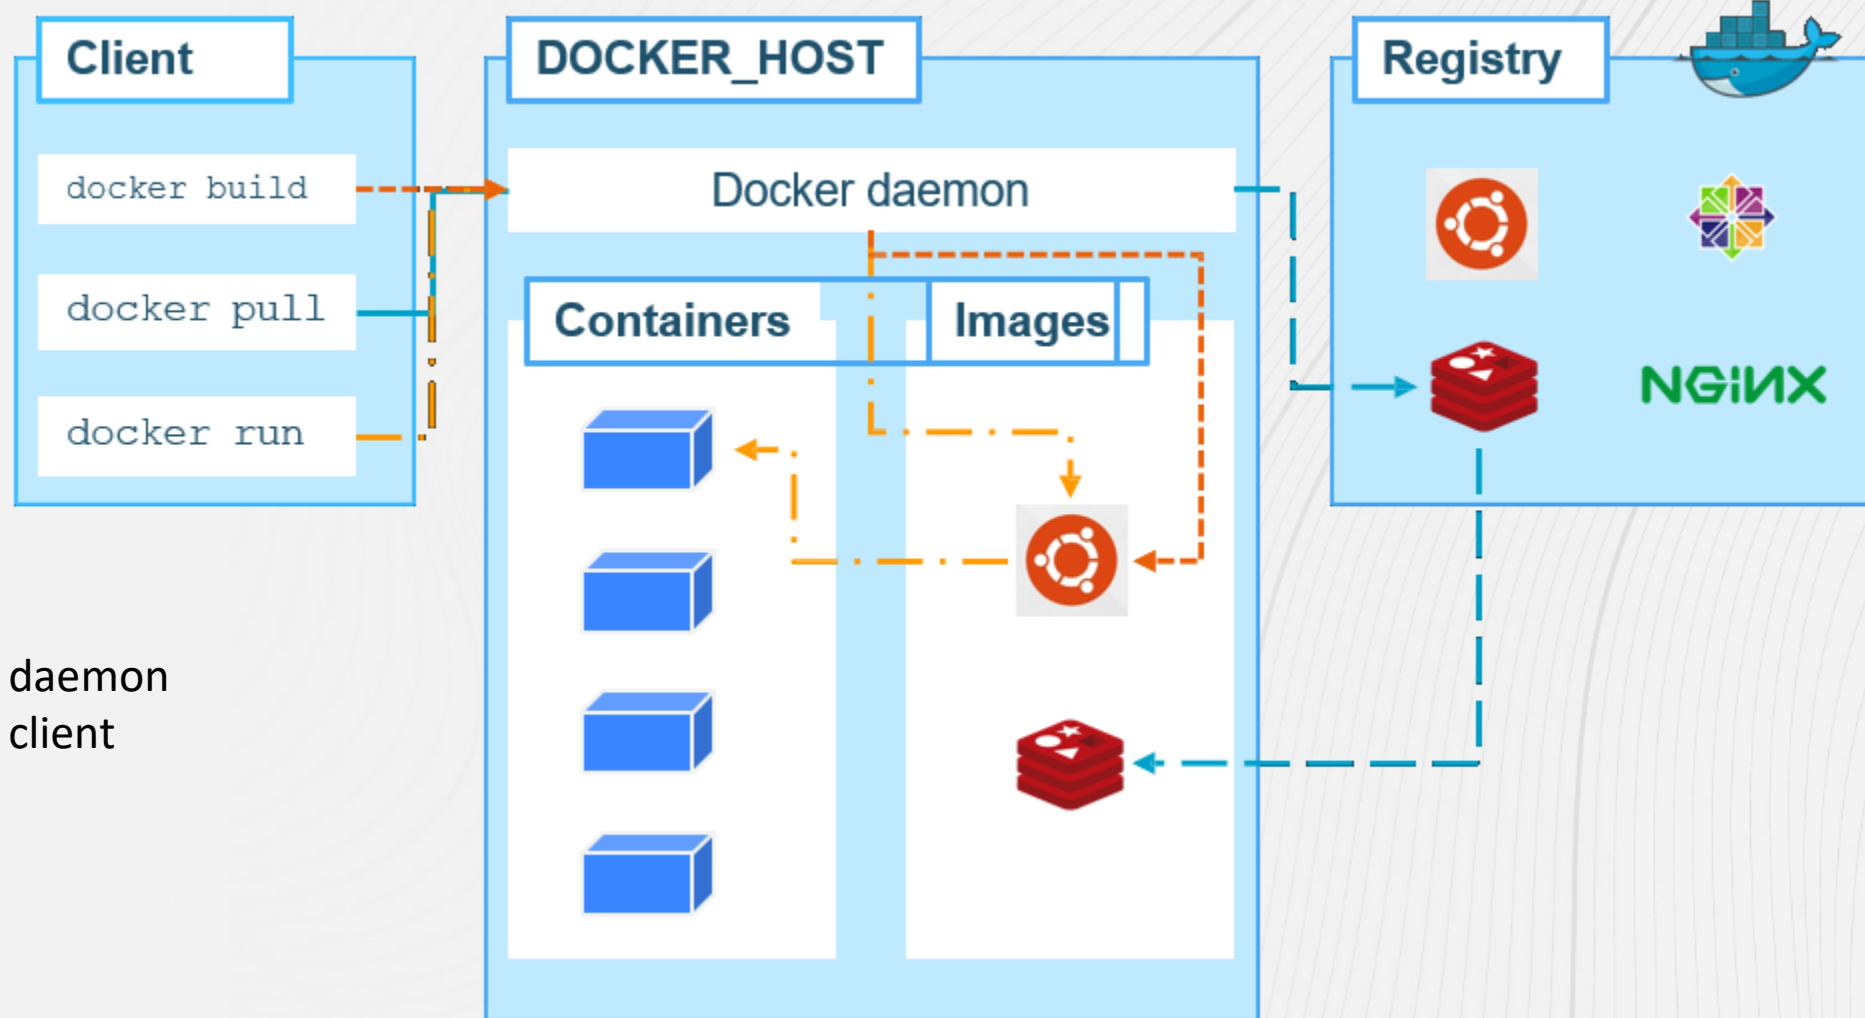 Client
docker build
docker pull
docker run
DOCKER_HOST
Docker daemon
Containers
Images
Registry
NGiNX
daemon
client